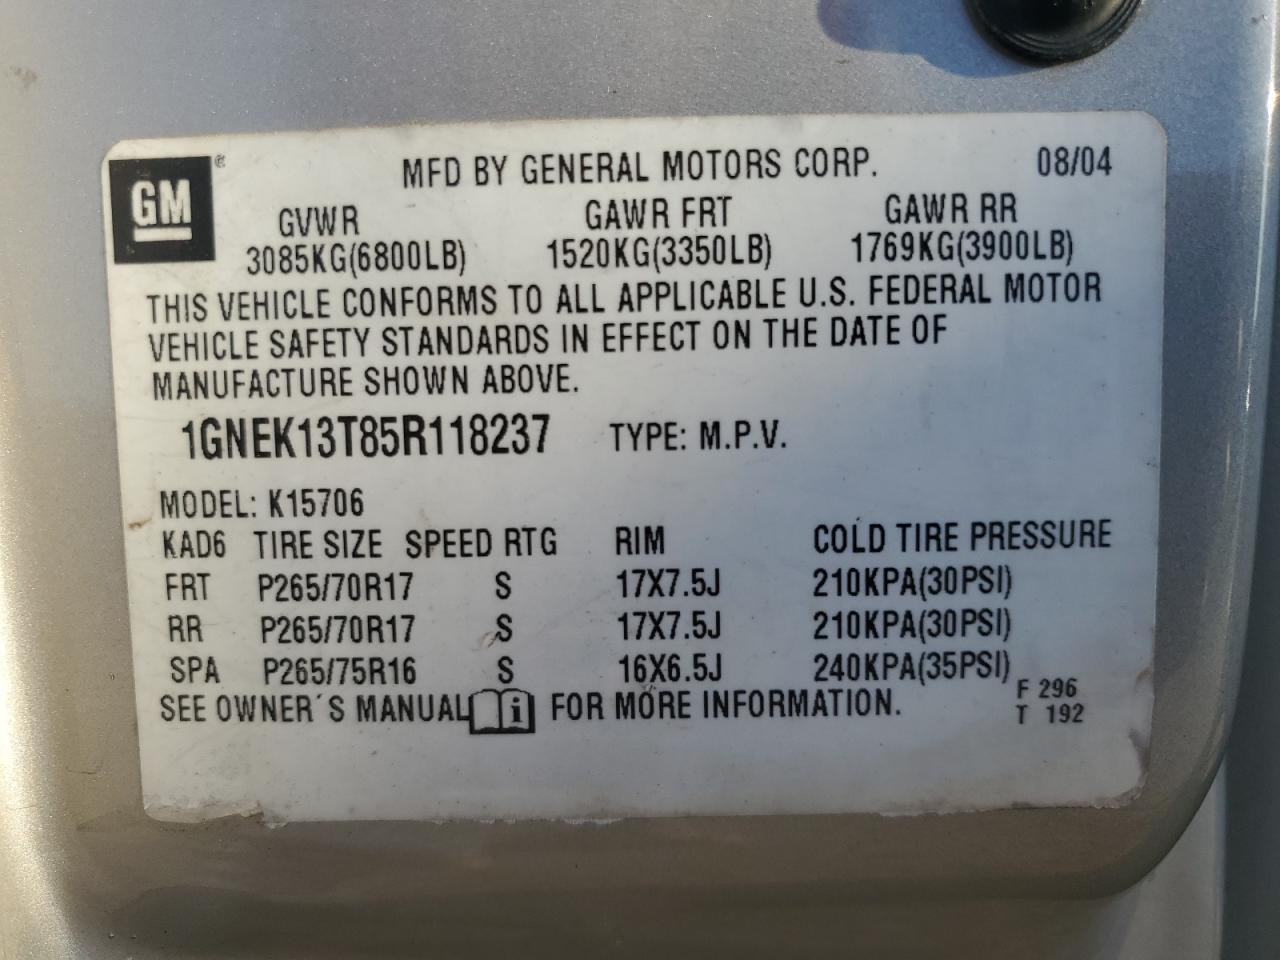 GM®
MFD BY GENERAL MOTORS CORP. 08/04
GVWR GAWR FRT GAWR RR
3085KG(6800LB) 1520KG(3350LB) 1769KG(3900LB)
THIS VEHICLE CONFORMS TO ALL APPLICABLE U.S. FEDERAL MOTOR
VEHICLE SAFETY STANDARDS IN EFFECT ON THE DATE OF
MANUFACTURE SHOWN ABOVE.
1GNEK13T85R118237 TYPE: M.P.V.
MODEL: K15706
KAD6 TIRE SIZE SPEED RTG RIM COLD TIRE PRESSURE
FRT P265/70R17 S 17X7.5J 210KPA(30PSI)
RR P265/70R17 S 17X7.5J 210KPA(30PSI)
SPA P265/75R16 S 16X6.5J 240KPA(35PSI)
SEE OWNER´S MANUAL i FOR MORE INFORMATION.
F 296
T 192